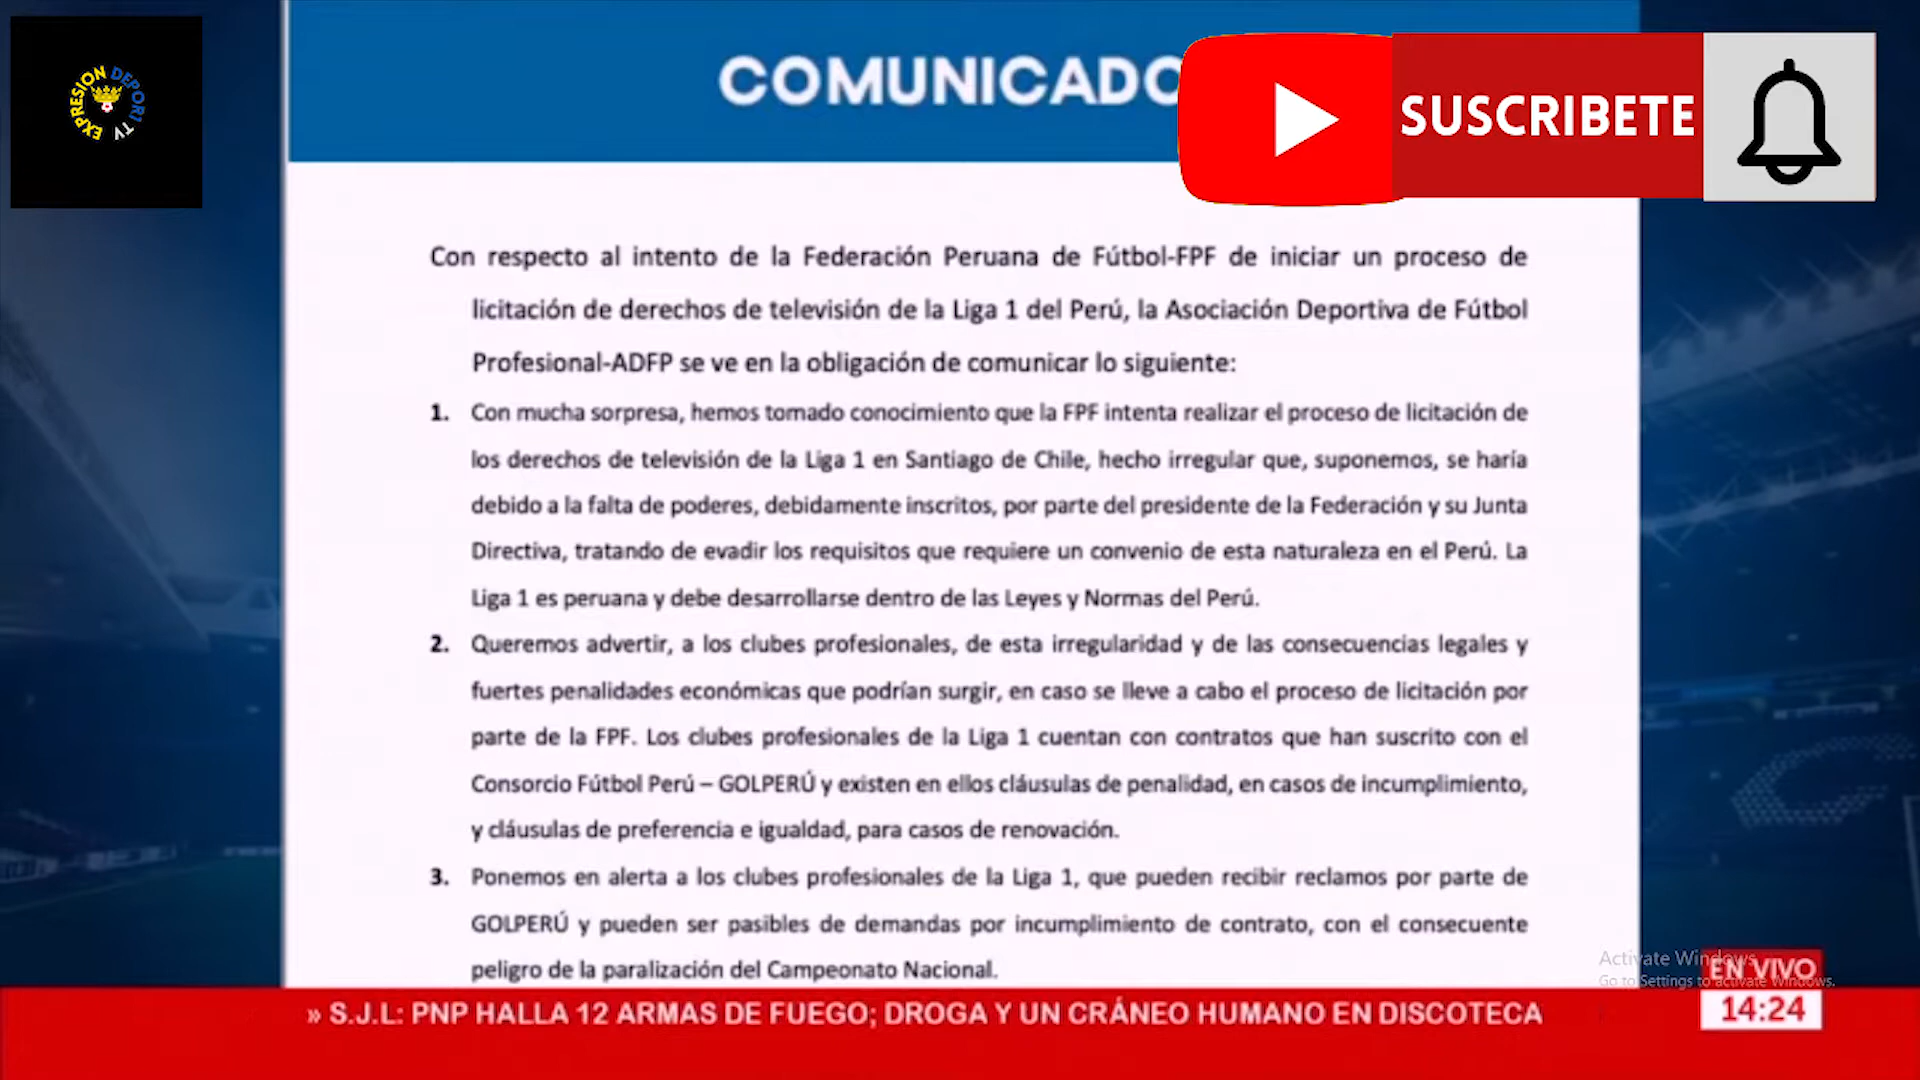 EXPRESION DEPORTV
COMUNICADO
SUSCRIBETE
Con respecto al intento de la Federación Peruana de Fútbol-FPF de iniciar un proceso de
licitación de derechos de televisión de la Liga 1 del Perú, la Asociación Deportiva de Fútbol
Profesional-ADFP se ve en la obligación de comunicar lo siguiente:
1. Con mucha sorpresa, hemos tomado conocimiento que la FPF intenta realizar el proceso de licitación de
los derechos de televisión de la Liga 1 en Santiago de Chile, hecho irregular que, suponemos, se haría
debido a la falta de poderes, debidamente inscritos, por parte del presidente de la Federación y su Junta
Directiva, tratando de evadir los requisitos que requiere un convenio de esta naturaleza en el Perú. La
Liga 1 es peruana y debe desarrollarse dentro de las Leyes y Normas del Perú.
2. Queremos advertir, a los clubes profesionales, de esta irregularidad y de las consecuencias legales y
fuertes penalidades económicas que podrían surgir, en caso se lleve a cabo el proceso de licitación por
parte de la FPF. Los clubes profesionales de la Liga 1 cuentan con contratos que han suscrito con el
Consorcio Fútbol Perú – GOLPERÚ y existen en ellos cláusulas de penalidad, en casos de incumplimiento,
y cláusulas de preferencia e igualdad, para casos de renovación.
3. Ponemos en alerta a los clubes profesionales de la Liga 1, que pueden recibir reclamos por parte de
GOLPERÚ y pueden ser pasibles de demandas por incumplimiento de contrato, con el consecuente
peligro de la paralización del Campeonato Nacional.
Activate Windows
Go to Settings to activate Windows.
EN VIVO
14:24
» S.J.L: PNP HALLA 12 ARMAS DE FUEGO; DROGA Y UN CRÁNEO HUMANO EN DISCOTECA